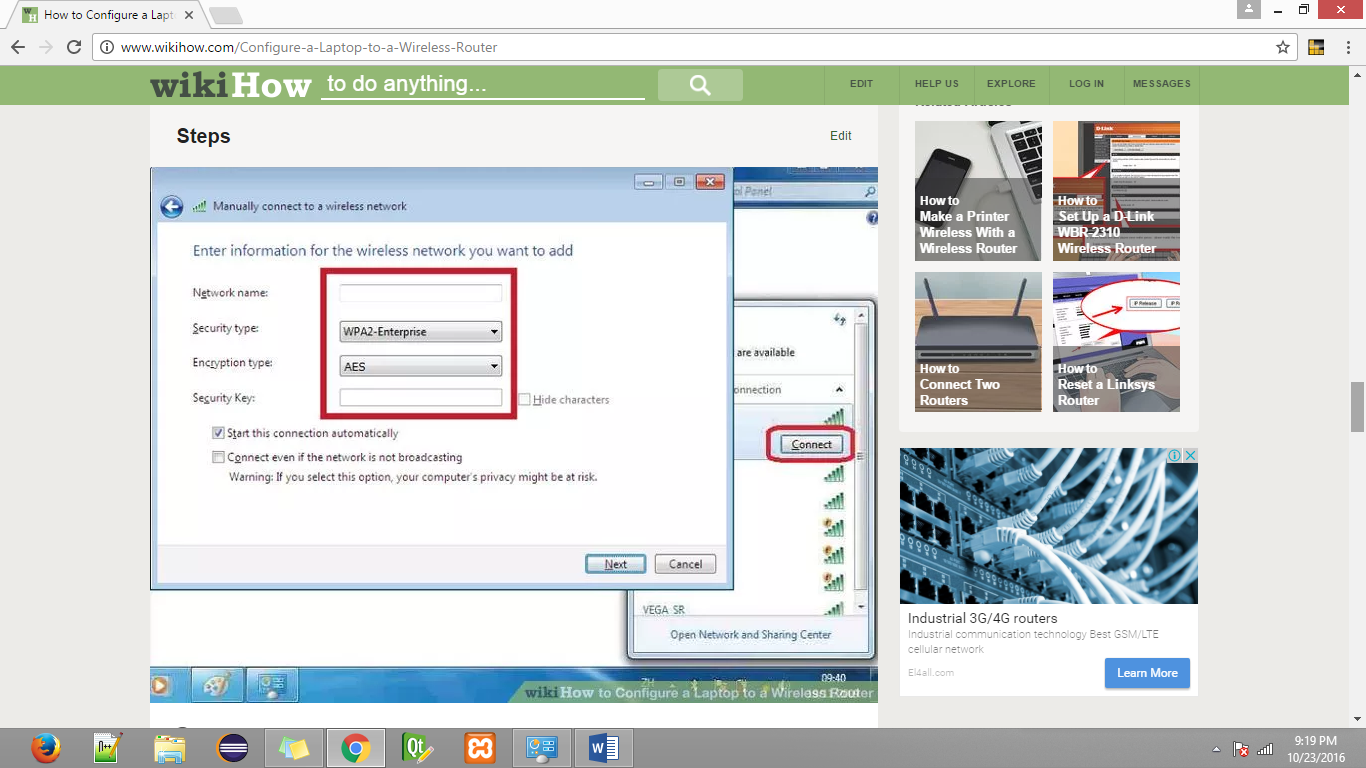 How to Configure a Lapt
www.wikihow.com/Configure-a-Laptop-to-a-Wireless-Router
wikiHow to do anything...
EDIT
HELP US
EXPLORE
LOG IN
MESSAGES
Steps
Edit
Manually connect to a wireless network
Enter information for the wireless network you want to add
Network name:
Security type:
WPA2-Enterprise
Encryption type:
AES
Security Key:
Hide characters
Start this connection automatically
Connect even if the network is not broadcasting
Warning: If you select this option, your computer's privacy might be at risk.
Next
Cancel
ol Panel
are available
onnection
Connect
VEGA_SR
Open Network and Sharing Center
ZH
09:40
wikiHow to Configure a Laptop to a Wireless Router
Related Articles
How to
Make a Printer
Wireless With a
Wireless Router
How to
Set Up a D-Link
WBR-2310
Wireless Router
How to
Connect Two
Routers
IP Release
How to
Reset a Linksys
Router
Industrial 3G/4G routers
Industrial communication technology Best GSM/LTE
cellular network
El4all.com
Learn More
9:19 PM
10/23/2016